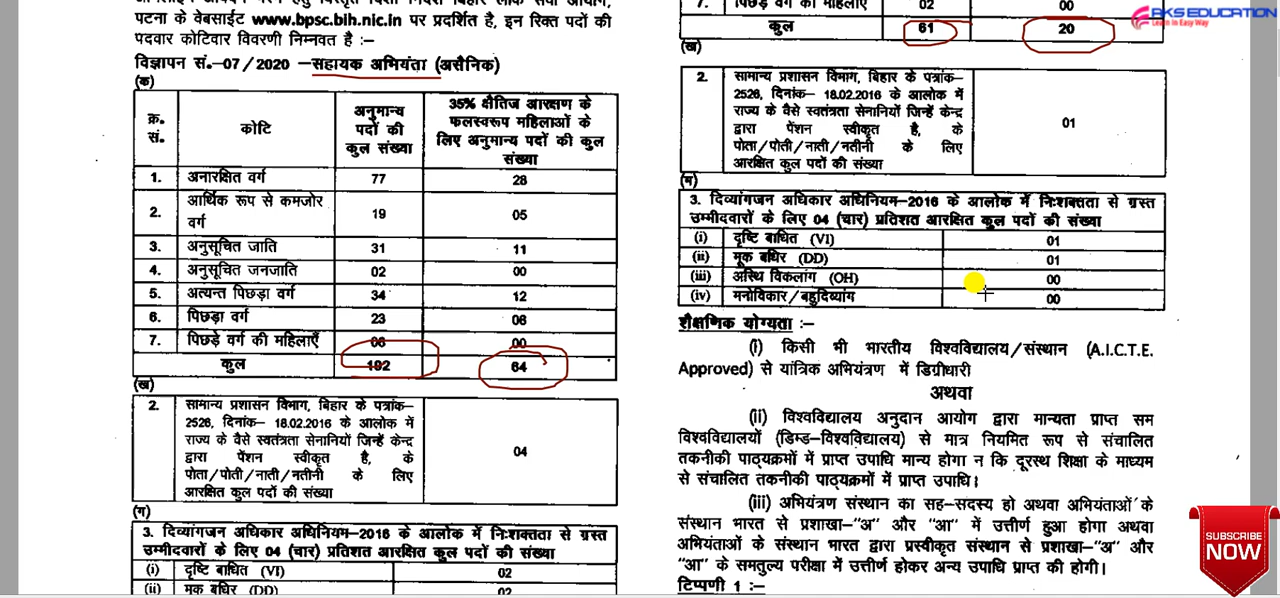 पटना के वेबसाईट www.bpsc.bih.nic.in पर प्रदर्शित है, इन रिक्त पदों की
पदवार कोटिवार विवरणी निम्नवत है :–
विज्ञापन सं.–07/2020 –सहायक अभियंता (असैनिक)
(क)
क्र. सं. कोटि अनुमान्य पदों की कुल संख्या 35% क्षैतिज आरक्षण के फलस्वरूप महिलाओं के लिए अनुमान्य पदों की कुल संख्या
1. अनारक्षित वर्ग 77 28
2. आर्थिक रूप से कमजोर वर्ग 19 05
3. अनुसूचित जाति 31 11
4. अनुसूचित जनजाति 02 00
5. अत्यन्त पिछड़ा वर्ग 34 12
6. पिछड़ा वर्ग 23 08
7. पिछड़े वर्ग की महिलाएँ 06 00
कुल 192 64
(ख)
2. सामान्य प्रशासन विभाग, बिहार के पत्रांक–
2526, दिनांक– 18.02.2016 के आलोक में
राज्य के वैसे स्वतंत्रता सेनानियों जिन्हें केन्द्र
द्वारा पेंशन स्वीकृत है, के
पोता/पोती/नाती/नतीनी के लिए
आरक्षित कुल पदों की संख्या
04
(ग)
3. दिव्यांगजन अधिकार अधिनियम–2016 के आलोक में निःशक्तता से ग्रस्त
उम्मीदवारों के लिए 04 (चार) प्रतिशत आरक्षित कुल पदों की संख्या
(i) दृष्टि बाधित (VI) 02
(ii) मूक बधिर (DD) 02
7. पिछड़े वर्ग की महिलाएँ 02 00
कुल 61 20
(ख)
2. सामान्य प्रशासन विभाग, बिहार के पत्रांक–
2526, दिनांक– 18.02.2016 के आलोक में
राज्य के वैसे स्वतंत्रता सेनानियों जिन्हें केन्द्र
द्वारा पेंशन स्वीकृत है, के
पोता/पोती/नाती/नतीनी के लिए
आरक्षित कुल पदों की संख्या
01
(ग)
3. दिव्यांगजन अधिकार अधिनियम–2016 के आलोक में निःशक्तता से ग्रस्त
उम्मीदवारों के लिए 04 (चार) प्रतिशत आरक्षित कुल पदों की संख्या
(i) दृष्टि बाधित (VI) 01
(ii) मूक बधिर (DD) 01
(iii) अस्थि विकलांग (OH) 00
(iv) मनोविकार/बहुदिव्यांग 00
शैक्षणिक योग्यता :–
(i) किसी भी भारतीय विश्वविद्यालय/संस्थान (A.I.C.T.E.
Approved) से यांत्रिक अभियंत्रण में डिग्रीधारी
अथवा
(ii) विश्वविद्यालय अनुदान आयोग द्वारा मान्यता प्राप्त सम
विश्वविद्यालयों (डिम्ड–विश्वविद्यालय) से मात्र नियमित रूप से संचालित
तकनीकी पाठ्यक्रमों में प्राप्त उपाधि मान्य होगा न कि दूरस्थ शिक्षा के माध्यम
से संचालित तकनीकी पाठ्यक्रमों में प्राप्त उपाधि।
(iii) अभियंत्रण संस्थान का सह–सदस्य हो अथवा अभियंताओं के
संस्थान भारत से प्रशाखा–"अ" और "आ" में उत्तीर्ण हुआ होगा अथवा
अभियंताओं के संस्थान भारत द्वारा प्रस्वीकृत संस्थान से प्रशाखा–"अ" और
"आ" के समतुल्य परीक्षा में उत्तीर्ण होकर अन्य उपाधि प्राप्त की होगी।
टिप्पणी 1 :–
RKS EDUCATION
Learn In Easy Way
SUBSCRIBE
NOW